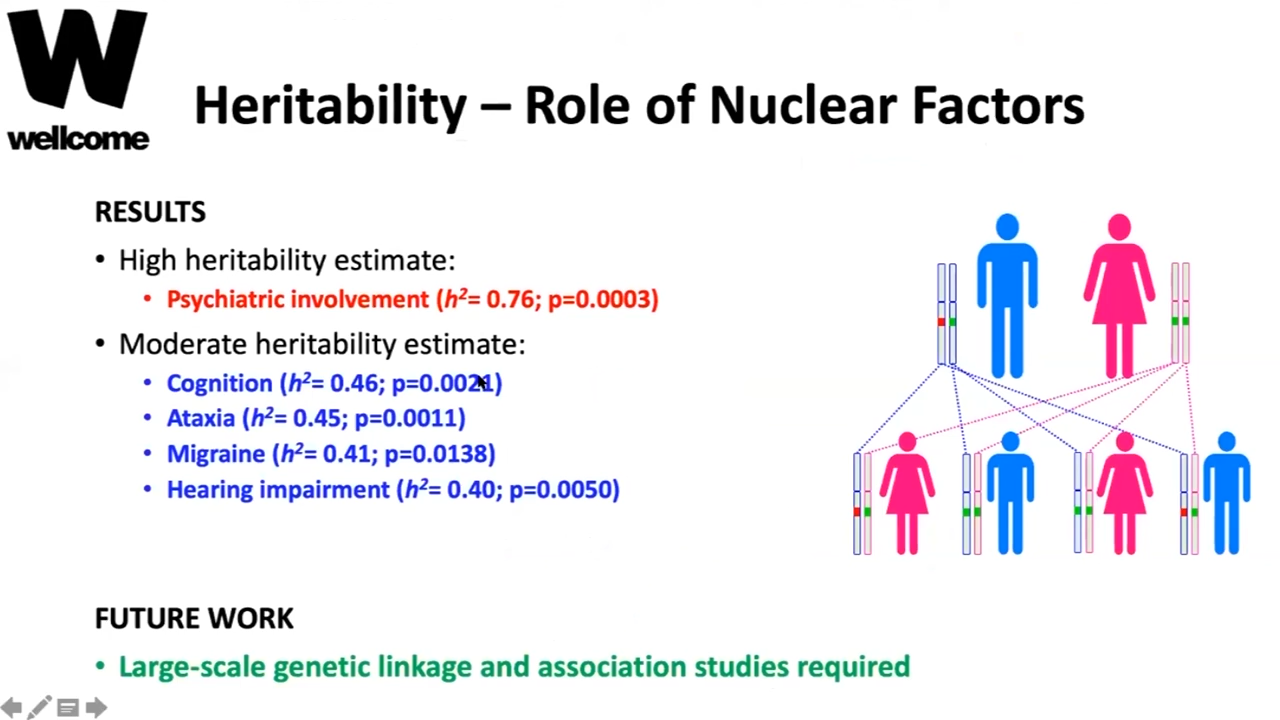 W
wellcome
Heritability – Role of Nuclear Factors
RESULTS
• High heritability estimate:
• Psychiatric involvement (h²= 0.76; p=0.0003)
• Moderate heritability estimate:
• Cognition (h²= 0.46; p=0.0021)
• Ataxia (h²= 0.45; p=0.0011)
• Migraine (h²= 0.41; p=0.0138)
• Hearing impairment (h²= 0.40; p=0.0050)
FUTURE WORK
• Large-scale genetic linkage and association studies required